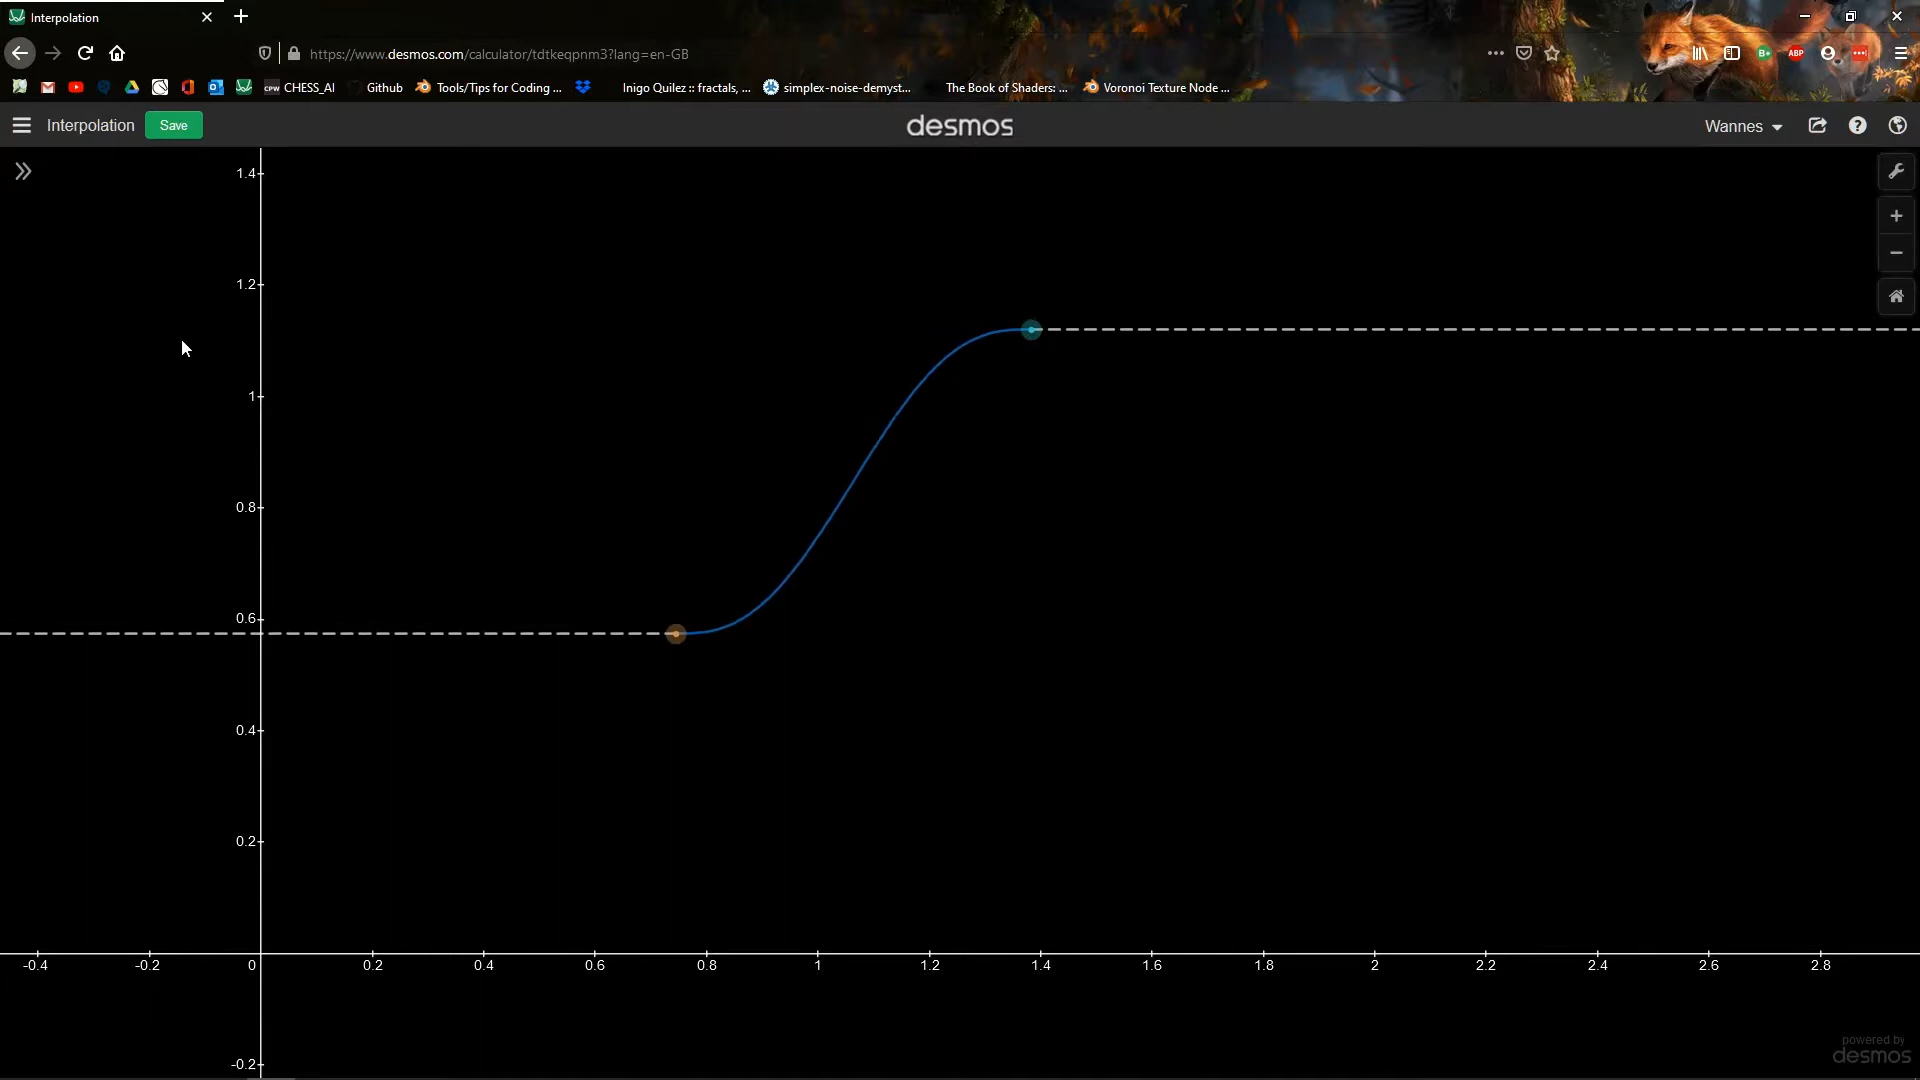 Interpolation
https://www.desmos.com/calculator/tdtkeqpnm3?lang=en-GB
CPW CHESS_AI Github Tools/Tips for Coding ... Inigo Quilez :: fractals, ... simplex-noise-demyst... The Book of Shaders: ... Voronoi Texture Node ...
B+ ABP
Interpolation Save desmos Wannes
1.4
1.2
1
0.8
0.6
0.4
0.2
-0.4 -0.2 0 0.2 0.4 0.6 0.8 1 1.2 1.4 1.6 1.8 2 2.2 2.4 2.6 2.8
-0.2
powered by
desmos